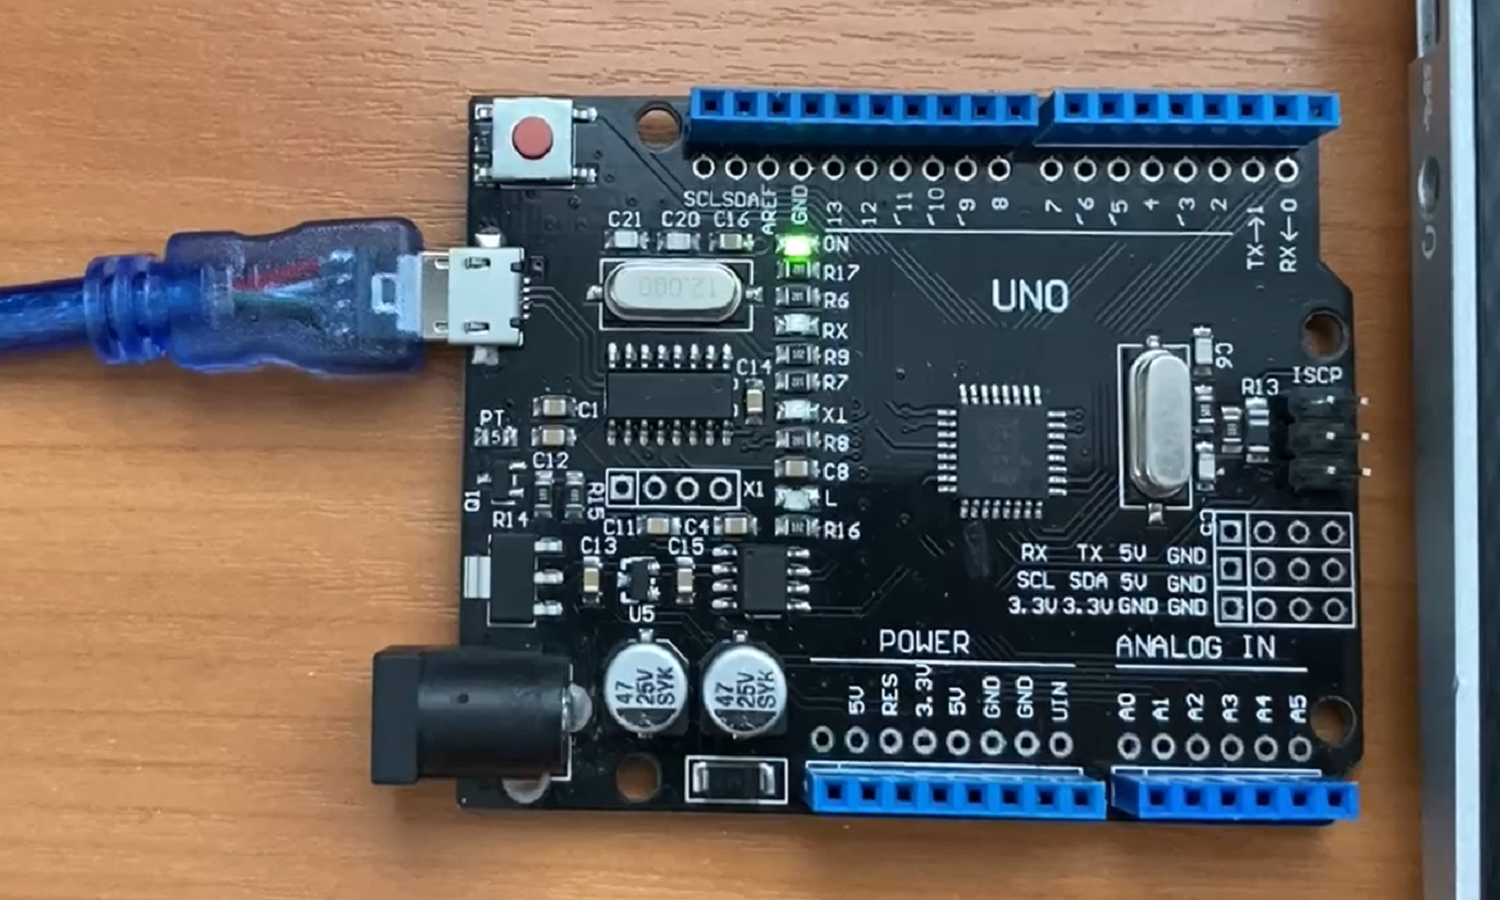 SCLSDA
AREF
GND
13
12
~11
~10
~9
8
7
~6
~5
4
~3
2
TX→1
RX←0
C21 C20 C16
ON
R17
12.000
R6
UNO
RX
R9
C14
R7
C6
R13
ISCP
C1
X1
PT
R8
C12
C8
Q1
R15
X1
L
R14
C11 C4
R16
C13 C15
U5
RX TX 5V GND
SCL SDA 5V GND
3.3V 3.3V GND GND
POWER
ANALOG IN
47
25V
SYK
47
25V
SYK
5V
RES
3.3V
5V
GND
GND
UIN
A0
A1
A2
A3
A4
A5